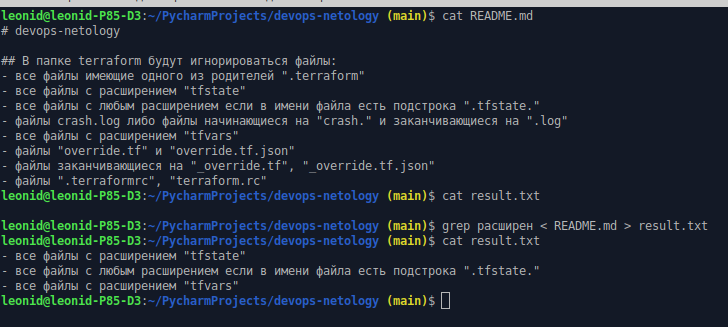 leonid@leonid-P85-D3:~/PycharmProjects/devops-netology (main)$ cat README.md
# devops-netology
## В папке terraform будут игнорироваться файлы:
- все файлы имеющие одного из родителей ".terraform"
- все файлы с расширением "tfstate"
- все файлы с любым расширением если в имени файла есть подстрока ".tfstate."
- файлы crash.log либо файлы начинающиеся на "crash." и заканчивающиеся на ".log"
- все файлы с расширением "tfvars"
- файлы "override.tf" и "override.tf.json"
- файлы заканчивающиеся на "_override.tf", "_override.tf.json"
- файлы ".terraformrc", "terraform.rc"
leonid@leonid-P85-D3:~/PycharmProjects/devops-netology (main)$ cat result.txt
leonid@leonid-P85-D3:~/PycharmProjects/devops-netology (main)$ grep расширен < README.md > result.txt
leonid@leonid-P85-D3:~/PycharmProjects/devops-netology (main)$ cat result.txt
- все файлы с расширением "tfstate"
- все файлы с любым расширением если в имени файла есть подстрока ".tfstate."
- все файлы с расширением "tfvars"
leonid@leonid-P85-D3:~/PycharmProjects/devops-netology (main)$